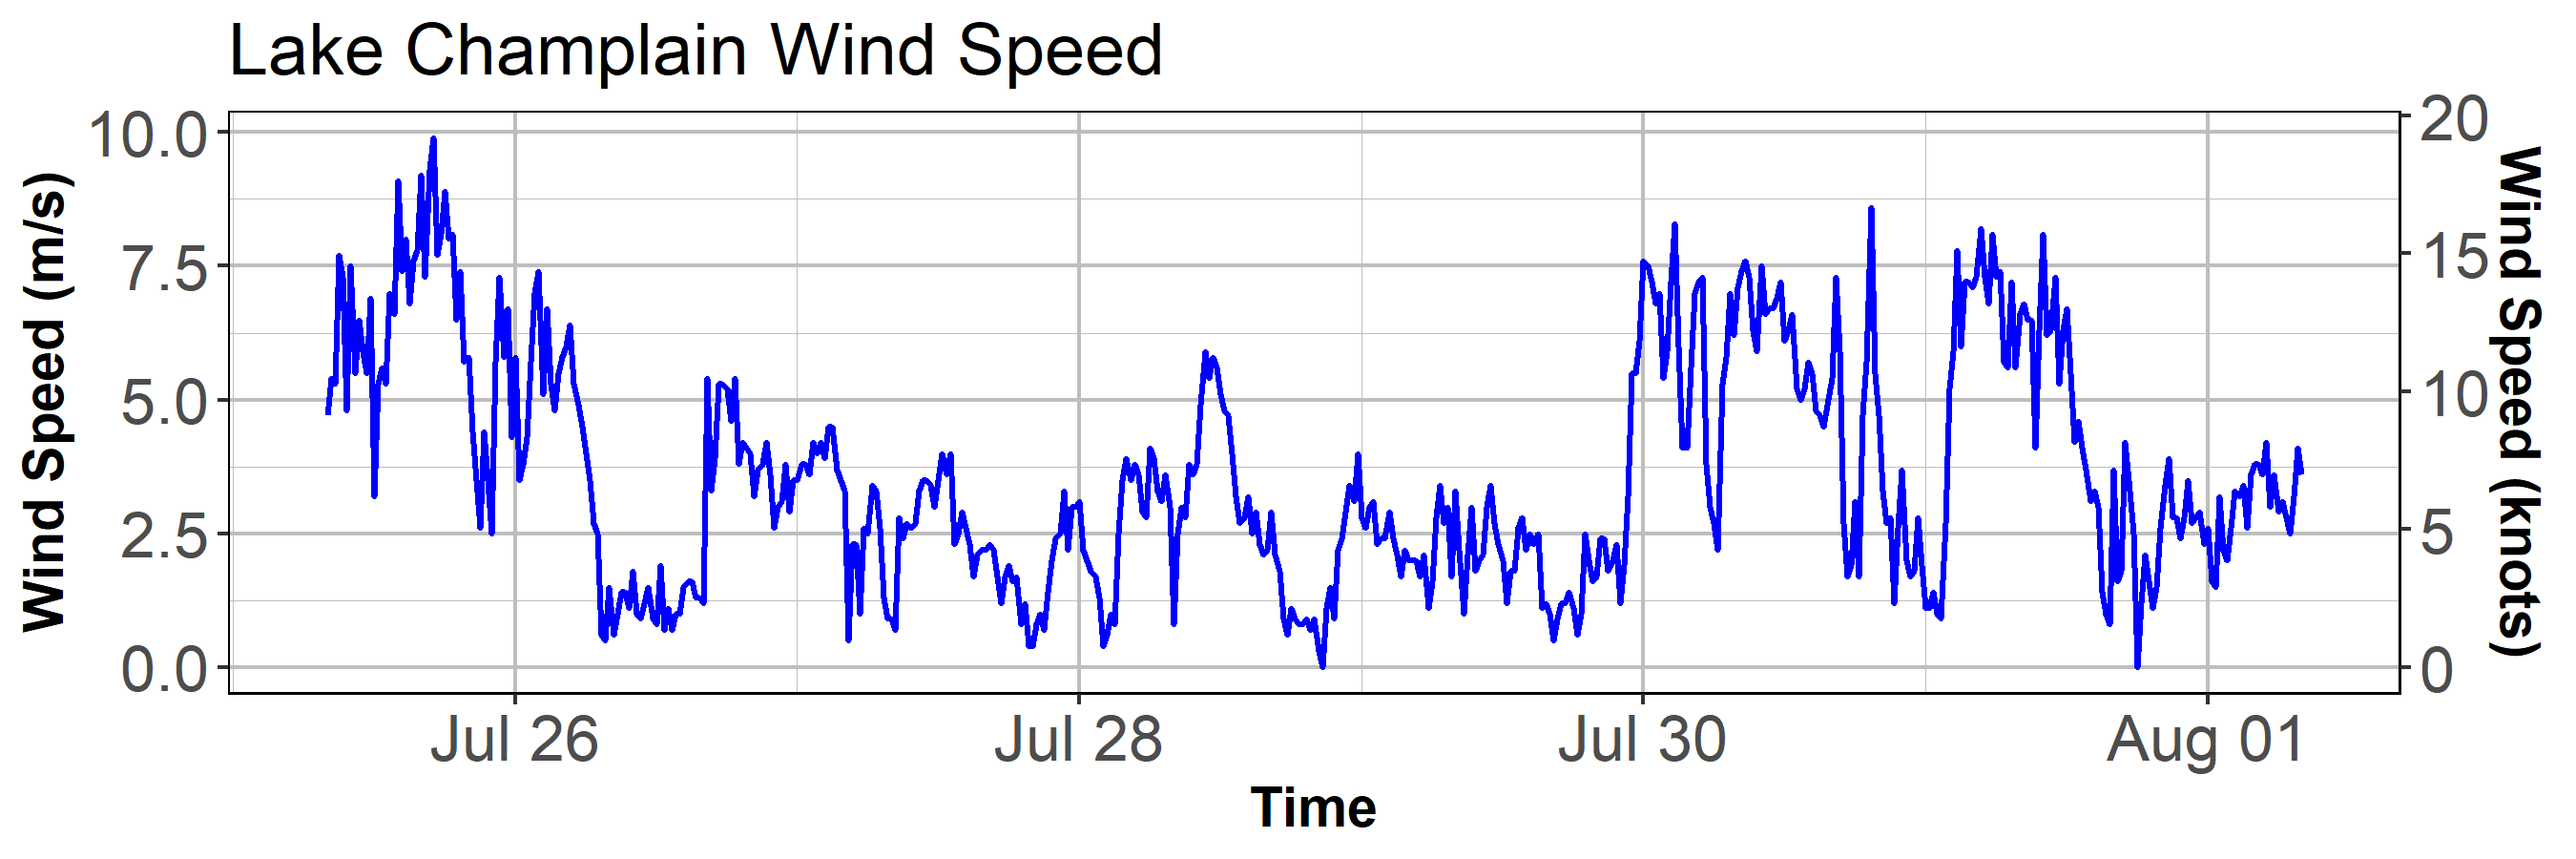 Lake Champlain Wind Speed
10.0
7.5
5.0
2.5
0.0
Wind Speed (m/s)
20
15
10
5
0
Wind Speed (knots)
Jul 26
Jul 28
Jul 30
Aug 01
Time